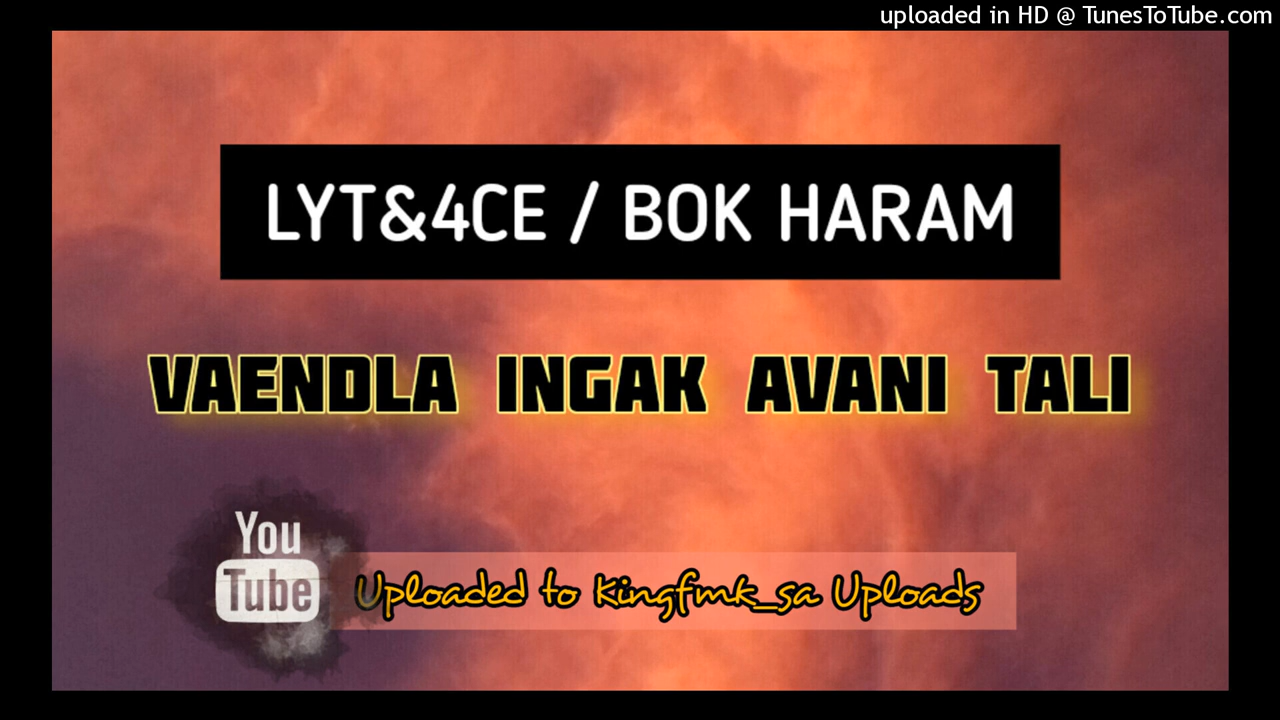 uploaded in HD @ TunesToTube.com
LYT&4CE / BOK HARAM
VAENDLA INGAK AVANI TALI
You
Tube
Uploaded to Kingfmk_sa Uploads